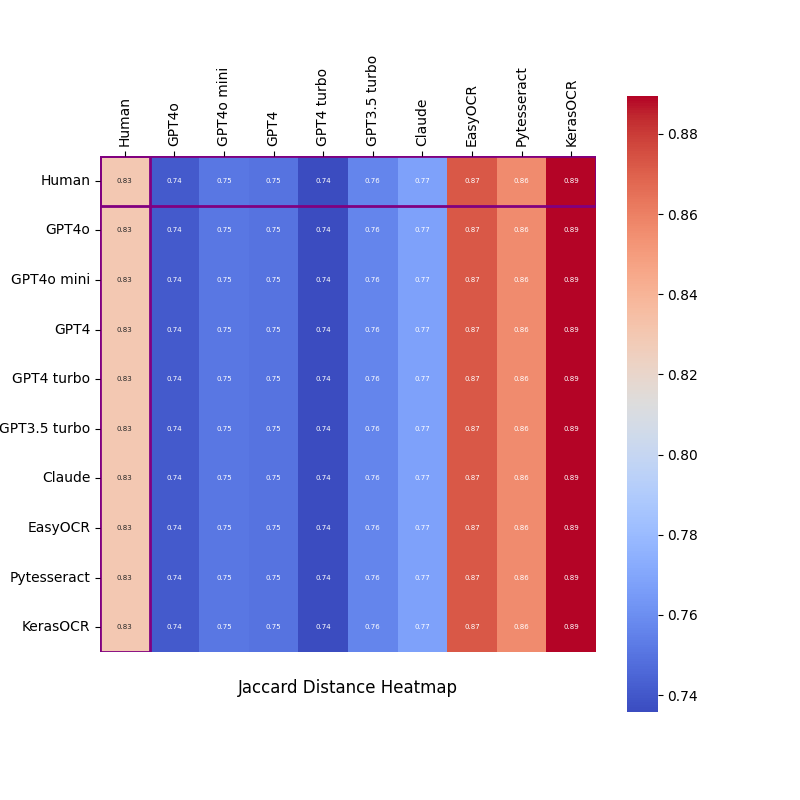 Human GPT4o GPT4o mini GPT4 GPT4 turbo GPT3.5 turbo Claude EasyOCR Pytesseract KerasOCR
Human 0.83 0.74 0.75 0.75 0.74 0.76 0.77 0.87 0.86 0.89
GPT4o 0.83 0.74 0.75 0.75 0.74 0.76 0.77 0.87 0.86 0.89
GPT4o mini 0.83 0.74 0.75 0.75 0.74 0.76 0.77 0.87 0.86 0.89
GPT4 0.83 0.74 0.75 0.75 0.74 0.76 0.77 0.87 0.86 0.89
GPT4 turbo 0.83 0.74 0.75 0.75 0.74 0.76 0.77 0.87 0.86 0.89
GPT3.5 turbo 0.83 0.74 0.75 0.75 0.74 0.76 0.77 0.87 0.86 0.89
Claude 0.83 0.74 0.75 0.75 0.74 0.76 0.77 0.87 0.86 0.89
EasyOCR 0.83 0.74 0.75 0.75 0.74 0.76 0.77 0.87 0.86 0.89
Pytesseract 0.83 0.74 0.75 0.75 0.74 0.76 0.77 0.87 0.86 0.89
KerasOCR 0.83 0.74 0.75 0.75 0.74 0.76 0.77 0.87 0.86 0.89
Jaccard Distance Heatmap
0.88
0.86
0.84
0.82
0.80
0.78
0.76
0.74